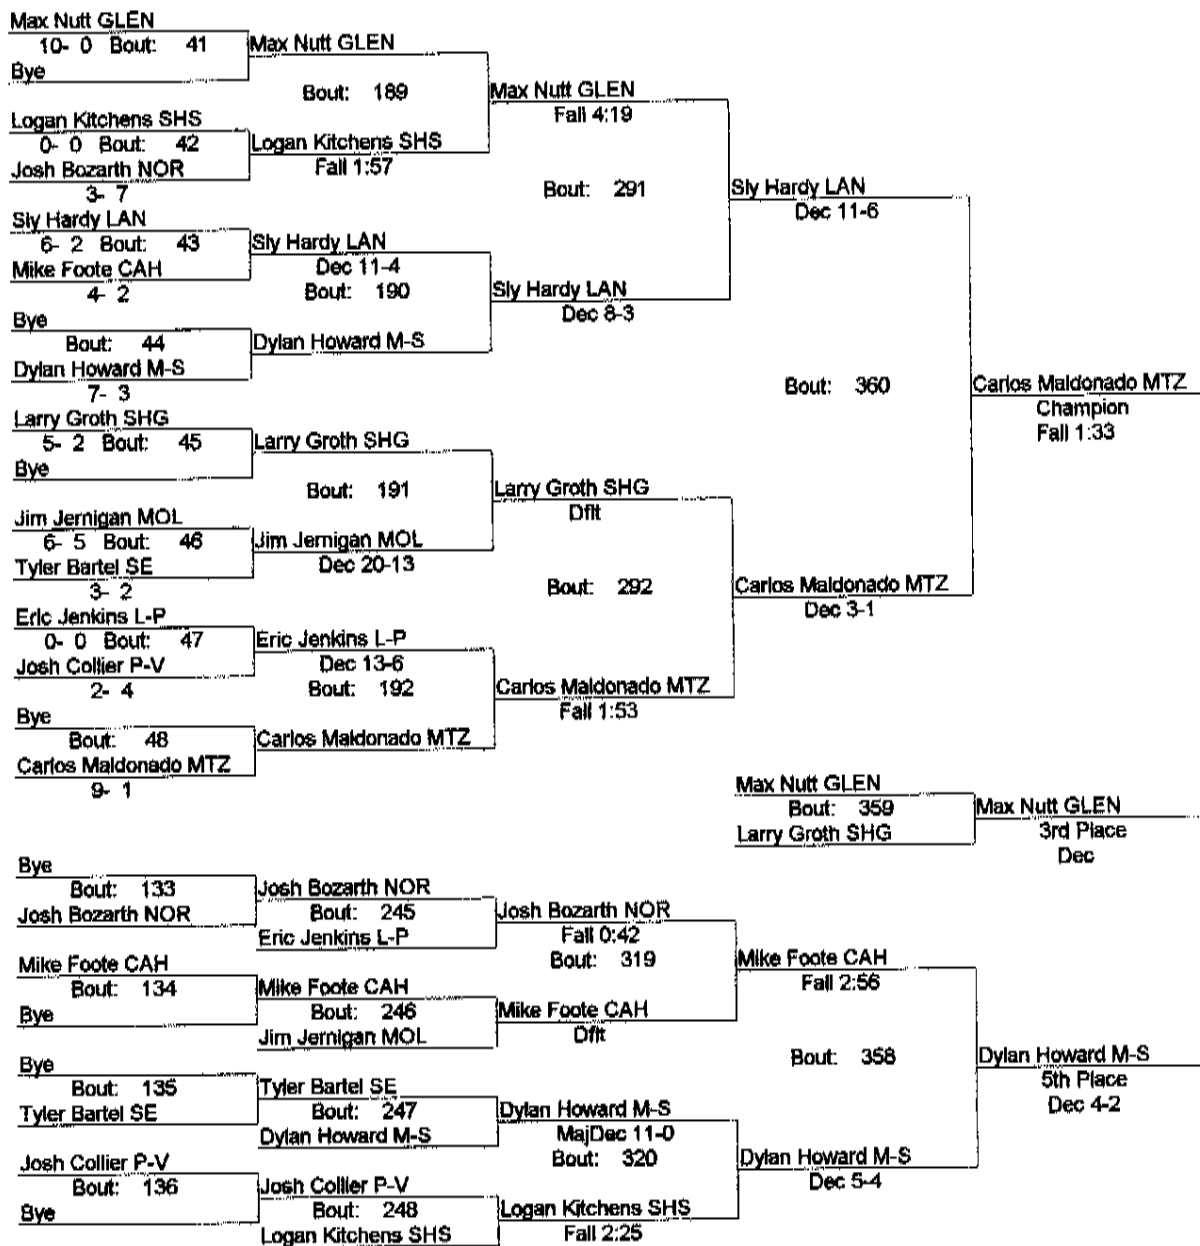 Max Nutt GLEN
10- 0 Bout: 41
Bye
Max Nutt GLEN
Bout: 189
Logan Kitchens SHS
0- 0 Bout: 42
Josh Bozarth NOR
3- 7
Logan Kitchens SHS
Fall 1:57
Max Nutt GLEN
Fall 4:19
Sly Hardy LAN
6- 2 Bout: 43
Mike Foote CAH
4- 2
Sly Hardy LAN
Dec 11-4
Bout: 190
Bye
Bout: 44
Dylan Howard M-S
7- 3
Dylan Howard M-S
Sly Hardy LAN
Dec 8-3
Bout: 291
Sly Hardy LAN
Dec 11-6
Larry Groth SHG
5- 2 Bout: 45
Bye
Larry Groth SHG
Bout: 191
Jim Jernigan MOL
6- 5 Bout: 46
Tyler Bartel SE
3- 2
Jim Jernigan MOL
Dec 20-13
Larry Groth SHG
Dflt
Eric Jenkins L-P
0- 0 Bout: 47
Josh Collier P-V
2- 4
Eric Jenkins L-P
Dec 13-6
Bout: 192
Bye
Bout: 48
Carlos Maldonado MTZ
9- 1
Carlos Maldonado MTZ
Carlos Maldonado MTZ
Fall 1:53
Bout: 292
Carlos Maldonado MTZ
Dec 3-1
Bout: 360
Carlos Maldonado MTZ
Champion
Fall 1:33
Max Nutt GLEN
Bout: 359
Larry Groth SHG
Max Nutt GLEN
3rd Place
Dec
Bye
Bout: 133
Josh Bozarth NOR
Josh Bozarth NOR
Bout: 245
Eric Jenkins L-P
Josh Bozarth NOR
Fall 0:42
Bout: 319
Mike Foote CAH
Bout: 134
Bye
Mike Foote CAH
Bout: 246
Jim Jernigan MOL
Mike Foote CAH
Dflt
Mike Foote CAH
Fall 2:56
Bye
Bout: 135
Tyler Bartel SE
Tyler Bartel SE
Bout: 247
Dylan Howard M-S
Dylan Howard M-S
MajDec 11-0
Bout: 320
Josh Collier P-V
Bout: 136
Bye
Josh Collier P-V
Bout: 248
Logan Kitchens SHS
Logan Kitchens SHS
Fall 2:25
Dylan Howard M-S
Dec 5-4
Bout: 358
Dylan Howard M-S
5th Place
Dec 4-2